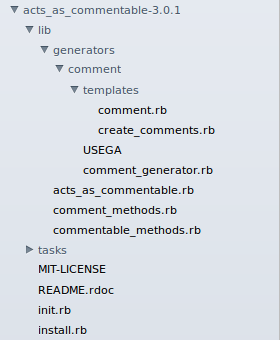 acts_as_commentable-3.0.1
lib
generators
comment
templates
comment.rb
create_comments.rb
USEGA
comment_generator.rb
acts_as_commentable.rb
comment_methods.rb
commentable_methods.rb
tasks
MIT-LICENSE
README.rdoc
init.rb
install.rb